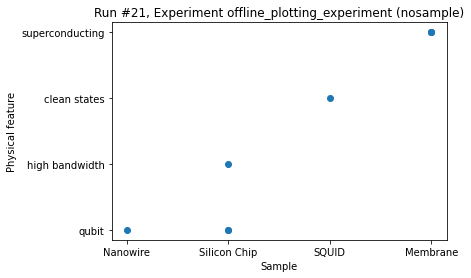 Run #21, Experiment offline_plotting_experiment (nosample)
superconducting
clean states
high bandwidth
qubit
Physical feature
Nanowire Silicon Chip SQUID Membrane
Sample